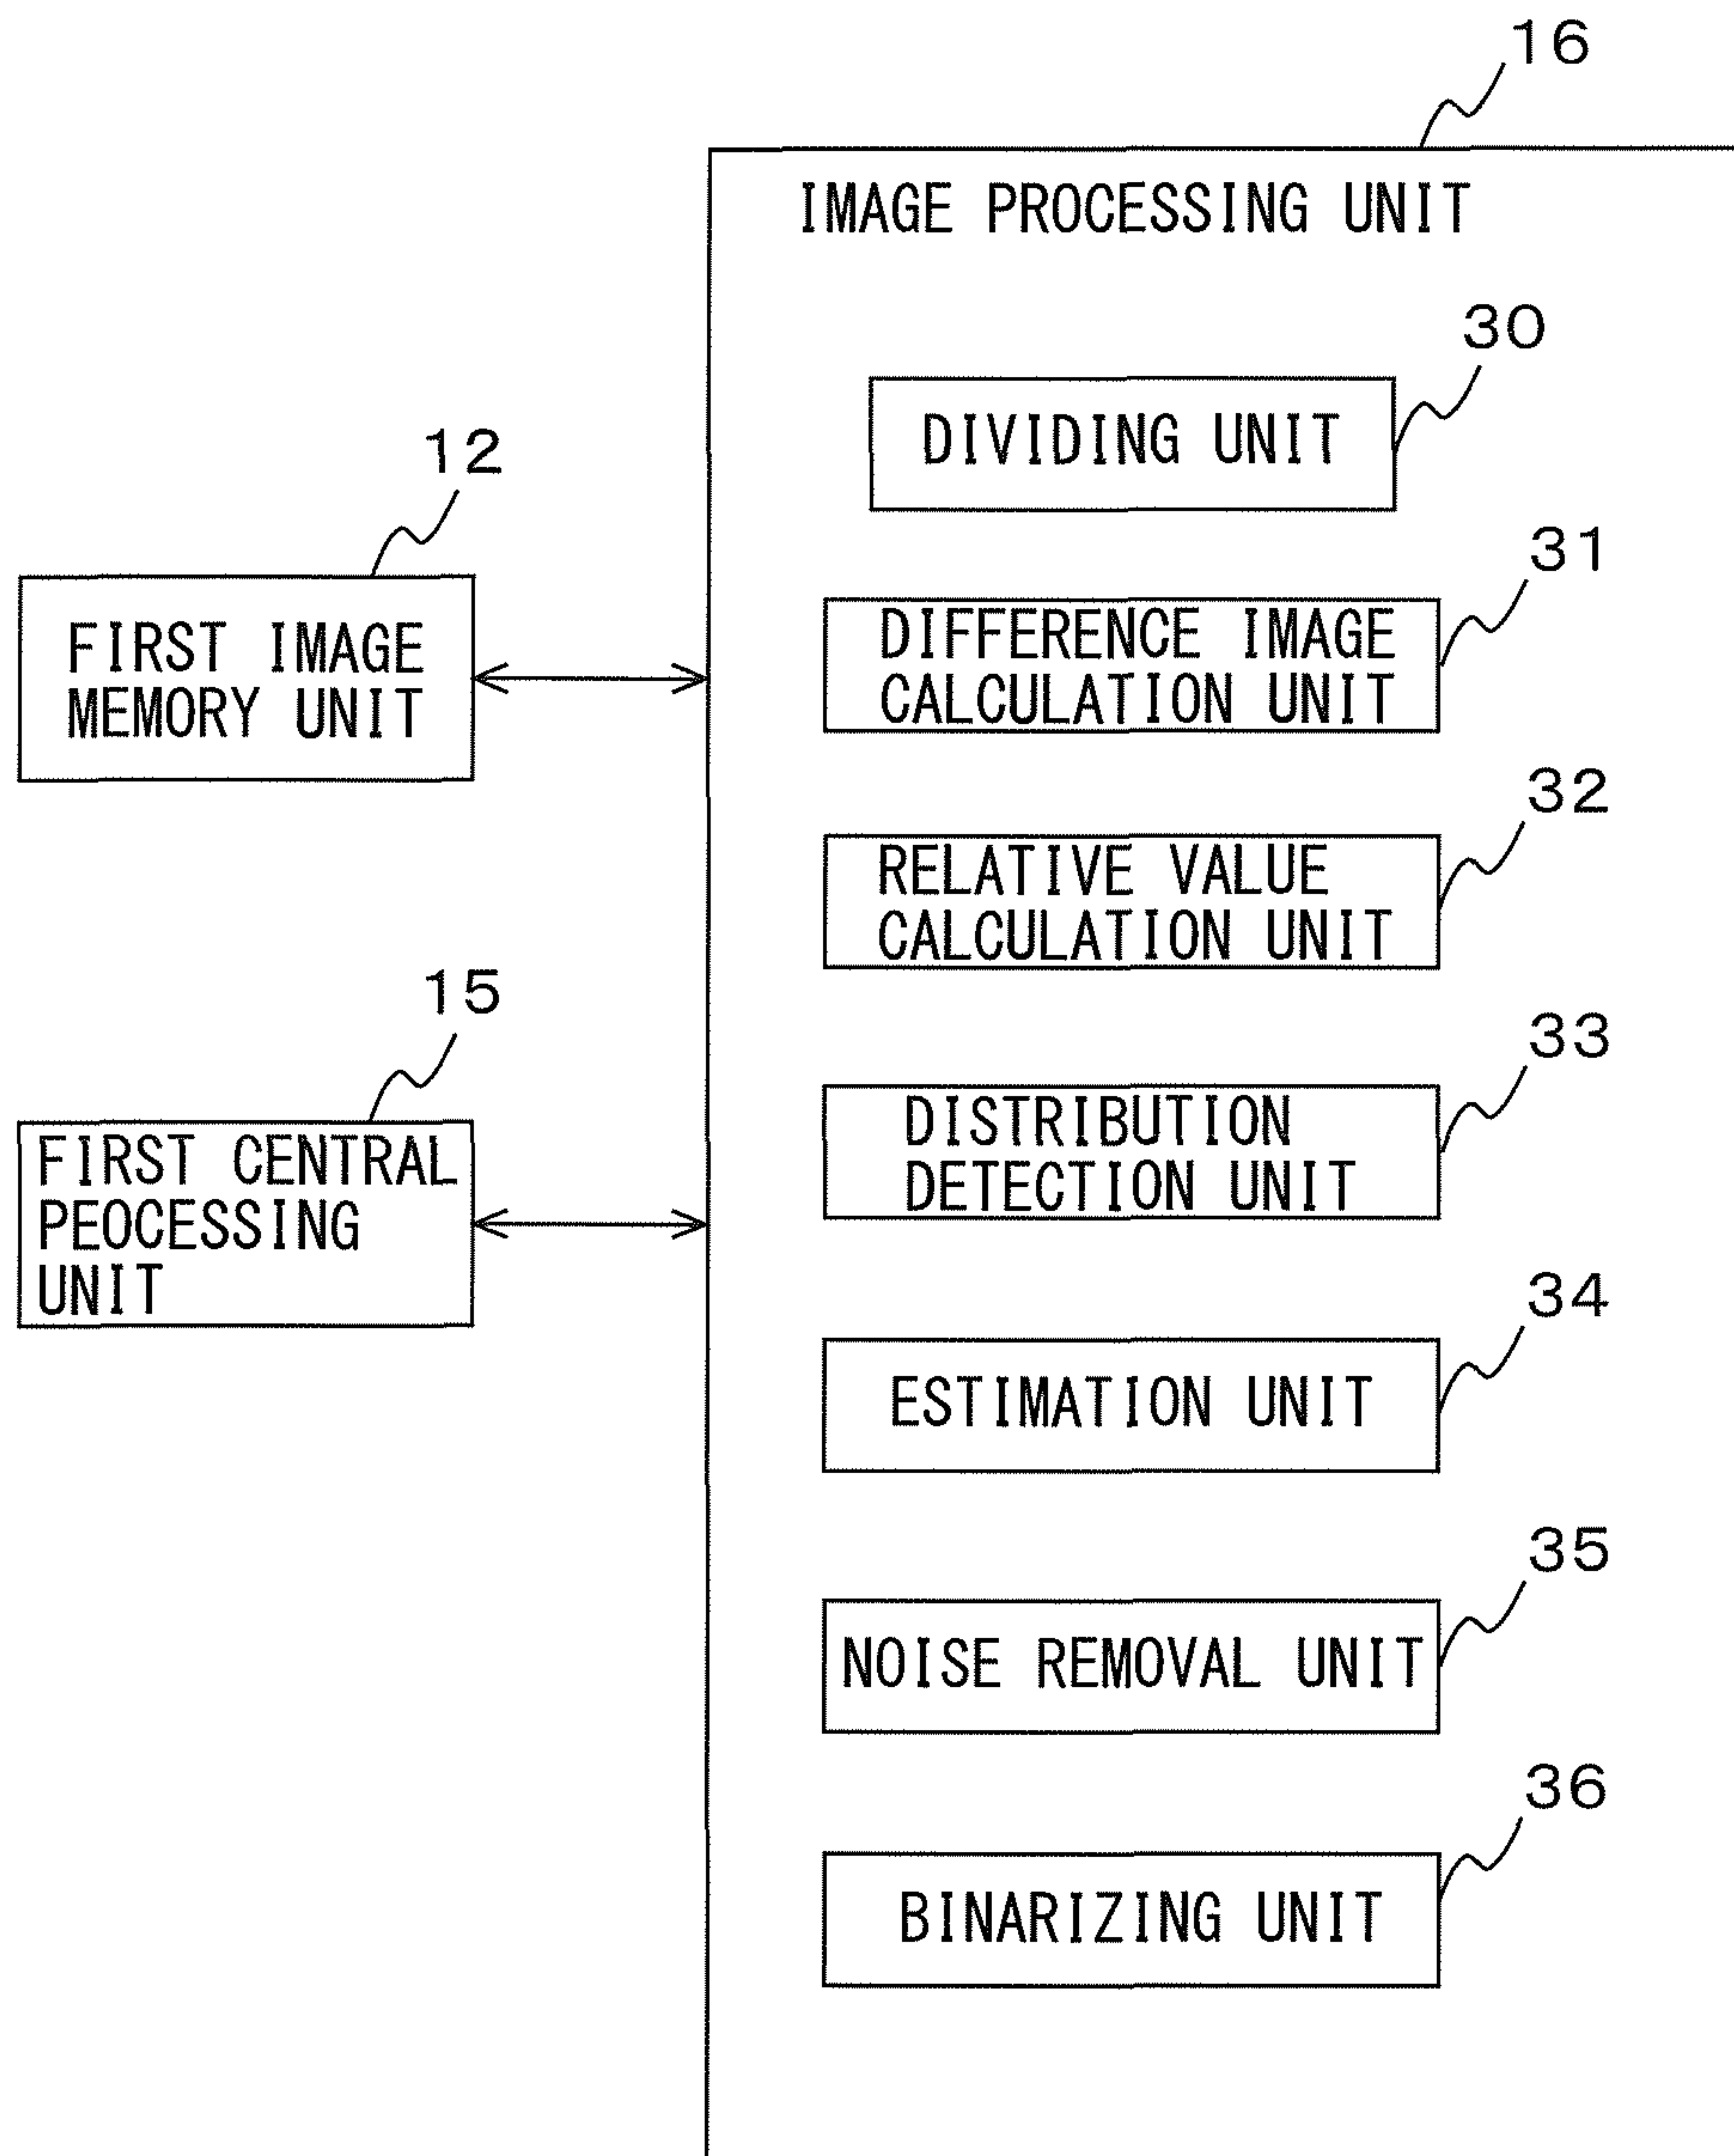 16
IMAGE PROCESSING UNIT
30
DIVIDING UNIT
12
FIRST IMAGE
MEMORY UNIT
31
DIFFERENCE IMAGE
CALCULATION UNIT
32
RELATIVE VALUE
CALCULATION UNIT
15
FIRST CENTRAL
PEOCESSING
UNIT
33
DISTRIBUTION
DETECTION UNIT
34
ESTIMATION UNIT
35
NOISE REMOVAL UNIT
36
BINARIZING UNIT